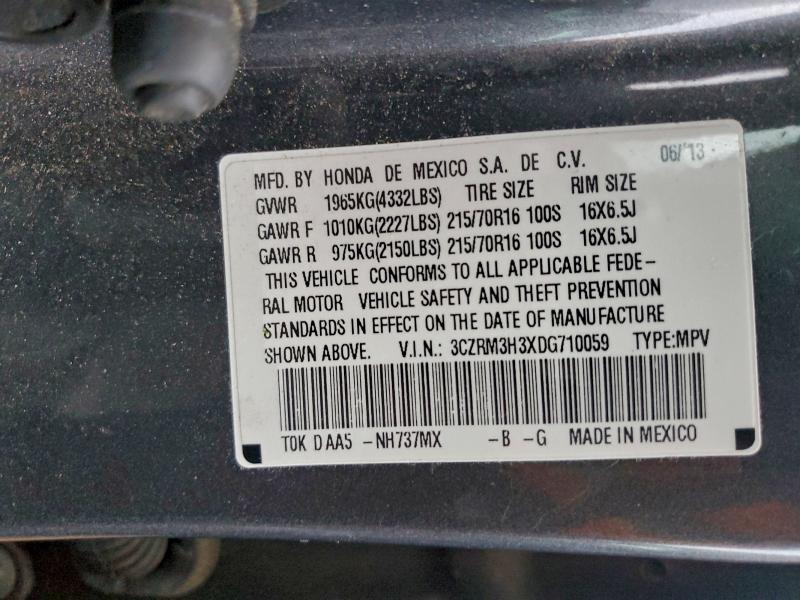 MFD. BY HONDA DE MEXICO S.A. DE C.V. 06/13
GVWR 1965KG(4332LBS) TIRE SIZE RIM SIZE
GAWR F 1010KG(2227LBS) 215/70R16 100S 16X6.5J
GAWR R 975KG(2150LBS) 215/70R16 100S 16X6.5J
THIS VEHICLE CONFORMS TO ALL APPLICABLE FEDE-
RAL MOTOR VEHICLE SAFETY AND THEFT PREVENTION
STANDARDS IN EFFECT ON THE DATE OF MANUFACTURE
SHOWN ABOVE. V.I.N.: 3CZRM3H3XDG710059 TYPE:MPV
T0K D AA5 -NH737MX -B -G MADE IN MEXICO